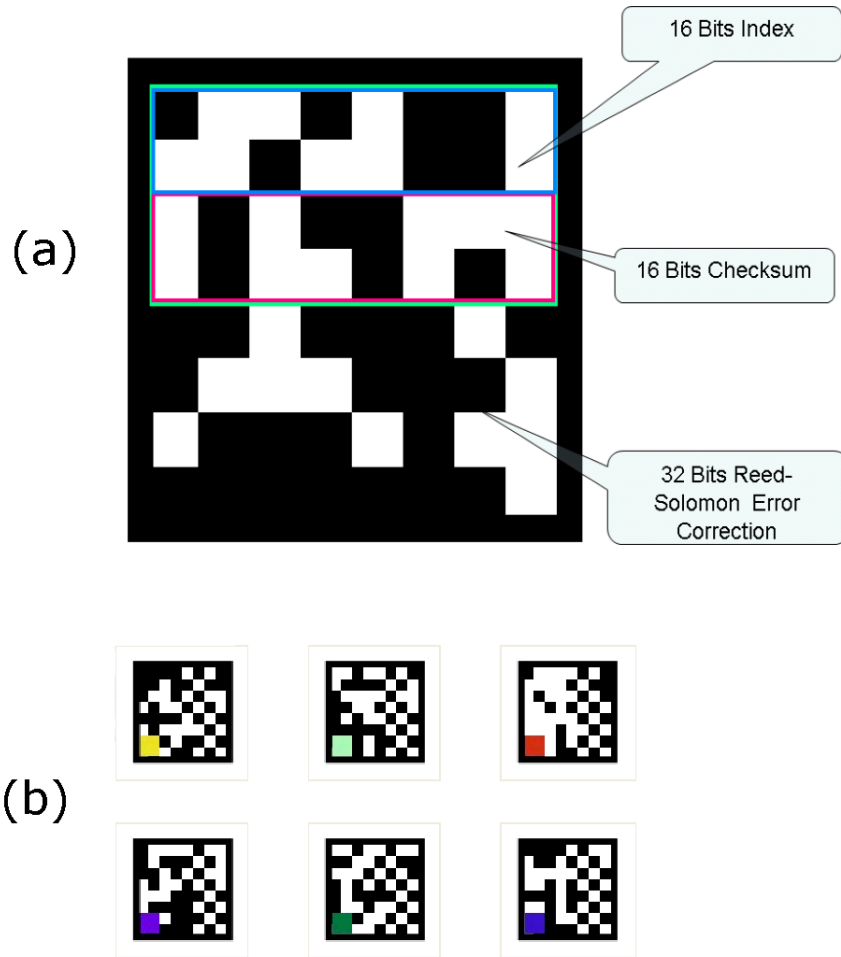 16 Bits Index
(a)
16 Bits Checksum
32 Bits Reed-
Solomon Error
Correction
(b)